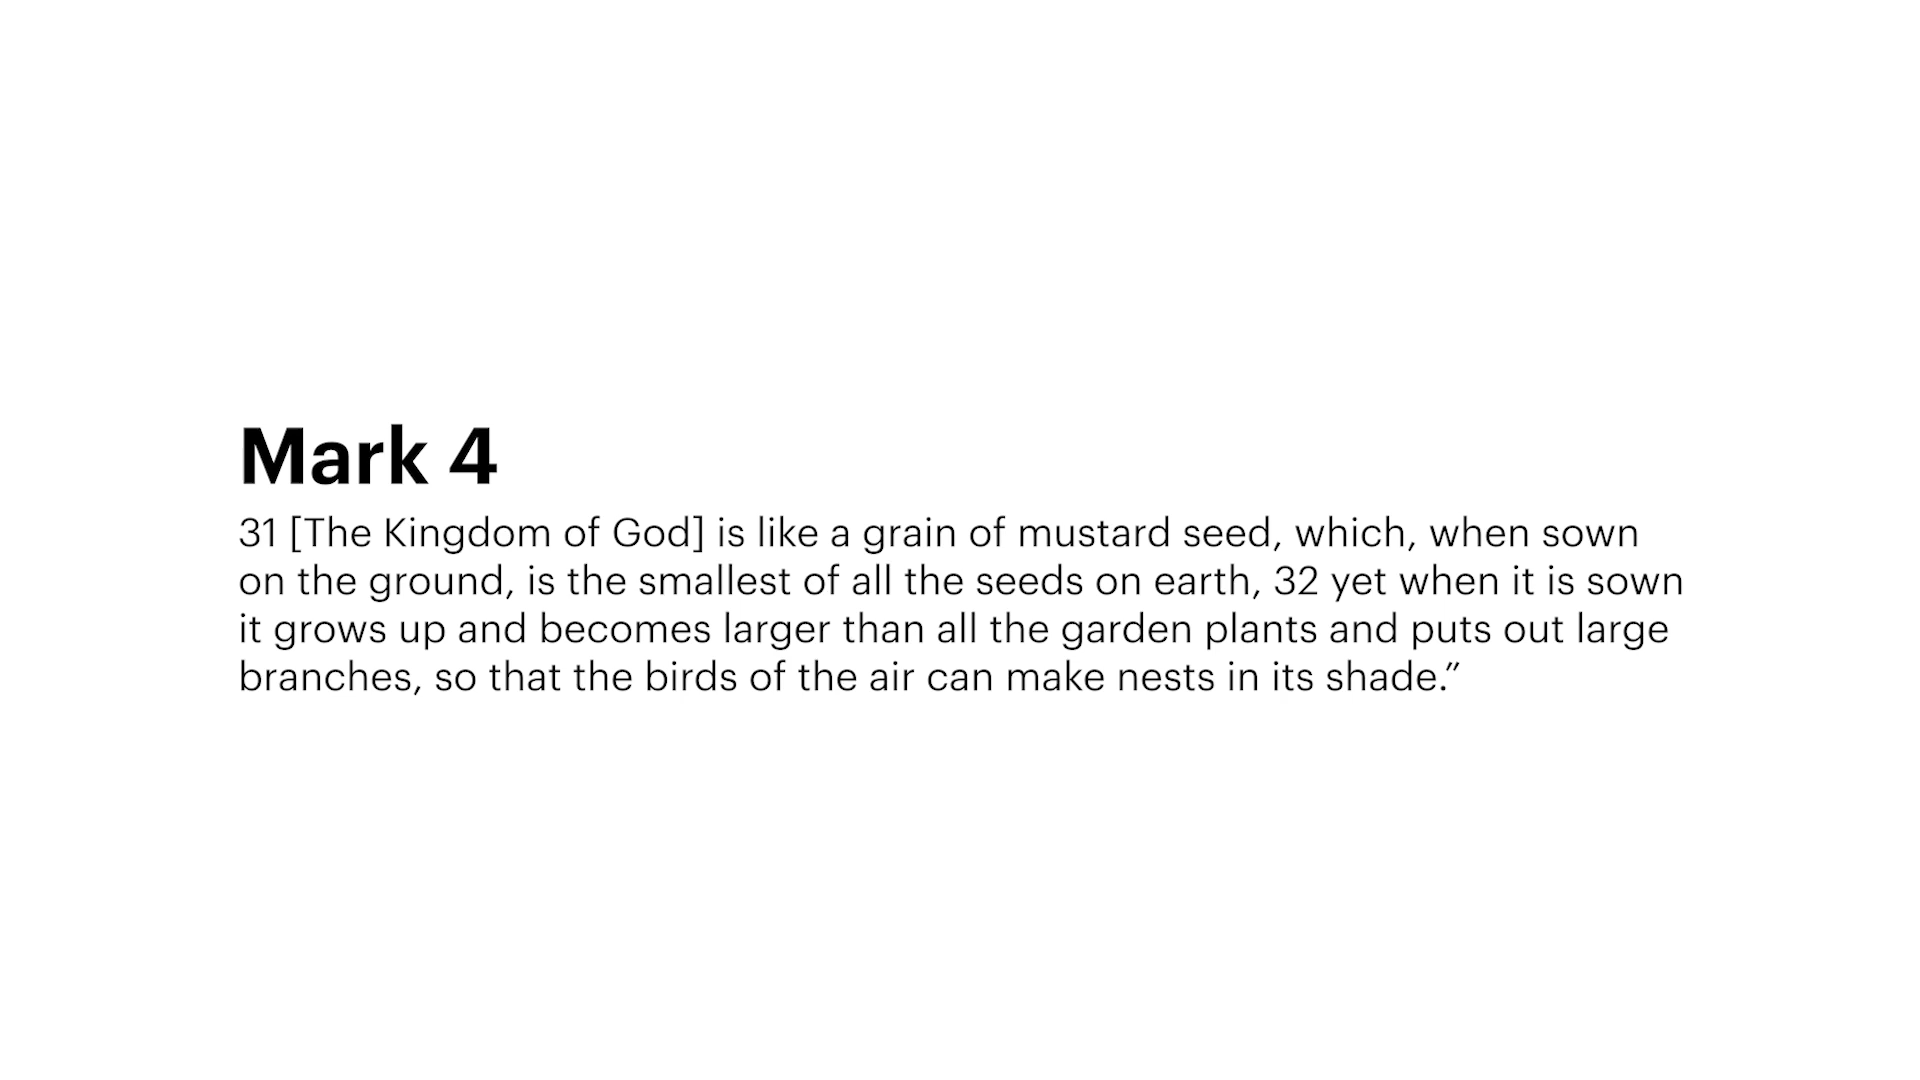 Mark 4
31 [The Kingdom of God] is like a grain of mustard seed, which, when sown
on the ground, is the smallest of all the seeds on earth, 32 yet when it is sown
it grows up and becomes larger than all the garden plants and puts out large
branches, so that the birds of the air can make nests in its shade.”